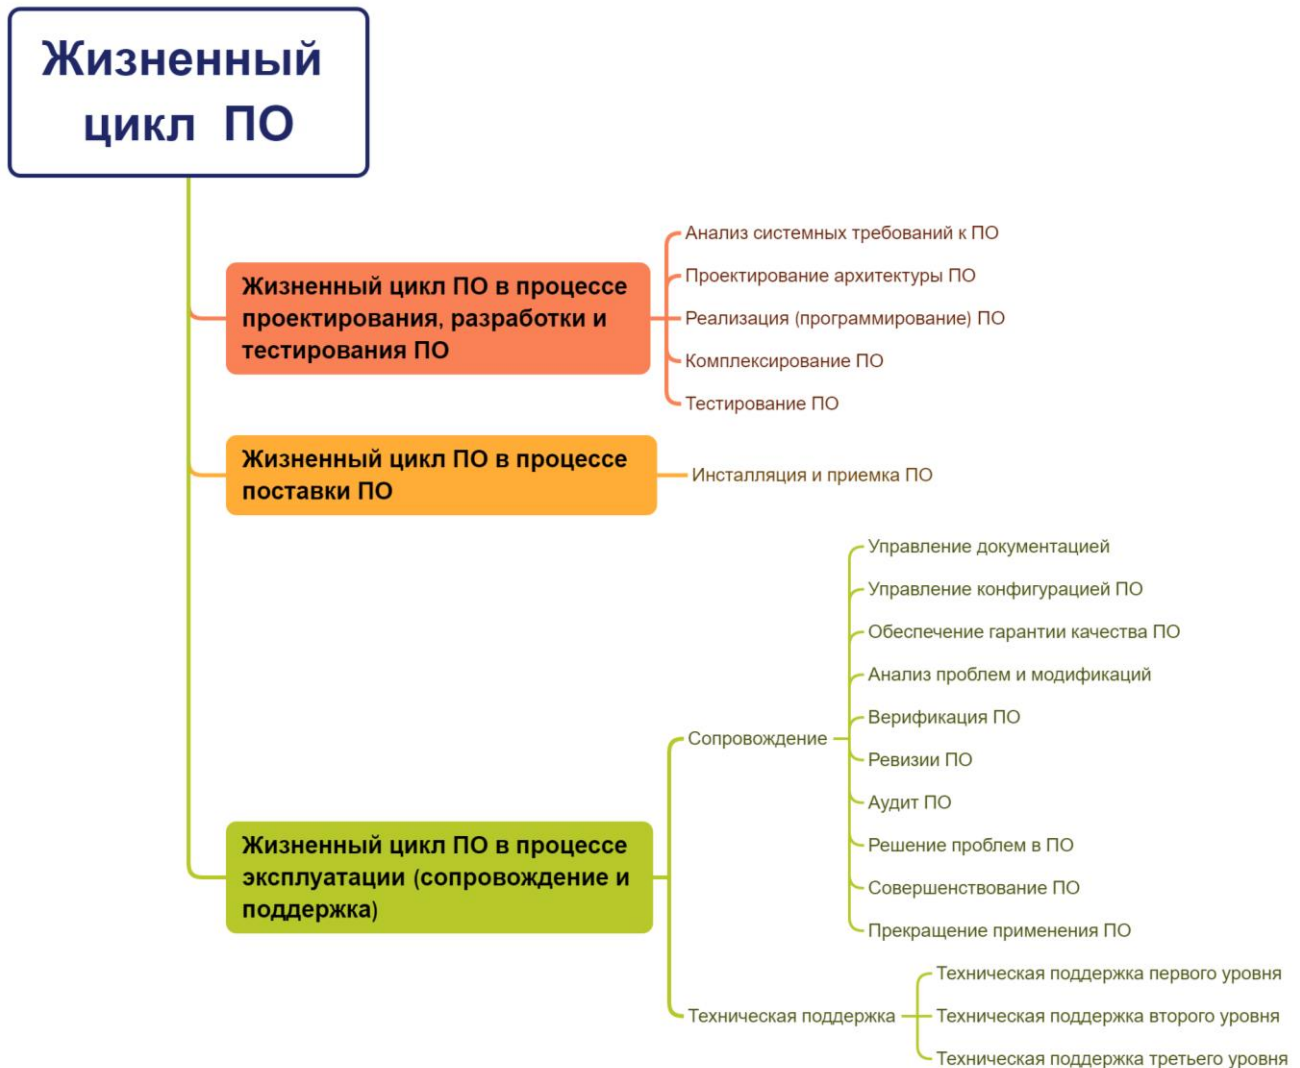 Жизненный
цикл ПО
Анализ системных требований к ПО
Жизненный цикл ПО в процессе
проектирования, разработки и
тестирования ПО
Проектирование архитектуры ПО
Реализация (программирование) ПО
Комплексирование ПО
Тестирование ПО
Жизненный цикл ПО в процессе
поставки ПО
Инсталляция и приемка ПО
Жизненный цикл ПО в процессе
эксплуатации (сопровождение и
поддержка)
Сопровождение
Управление документацией
Управление конфигурацией ПО
Обеспечение гарантии качества ПО
Анализ проблем и модификаций
Верификация ПО
Ревизии ПО
Аудит ПО
Решение проблем в ПО
Совершенствование ПО
Прекращение применения ПО
Техническая поддержка
Техническая поддержка первого уровня
Техническая поддержка второго уровня
Техническая поддержка третьего уровня